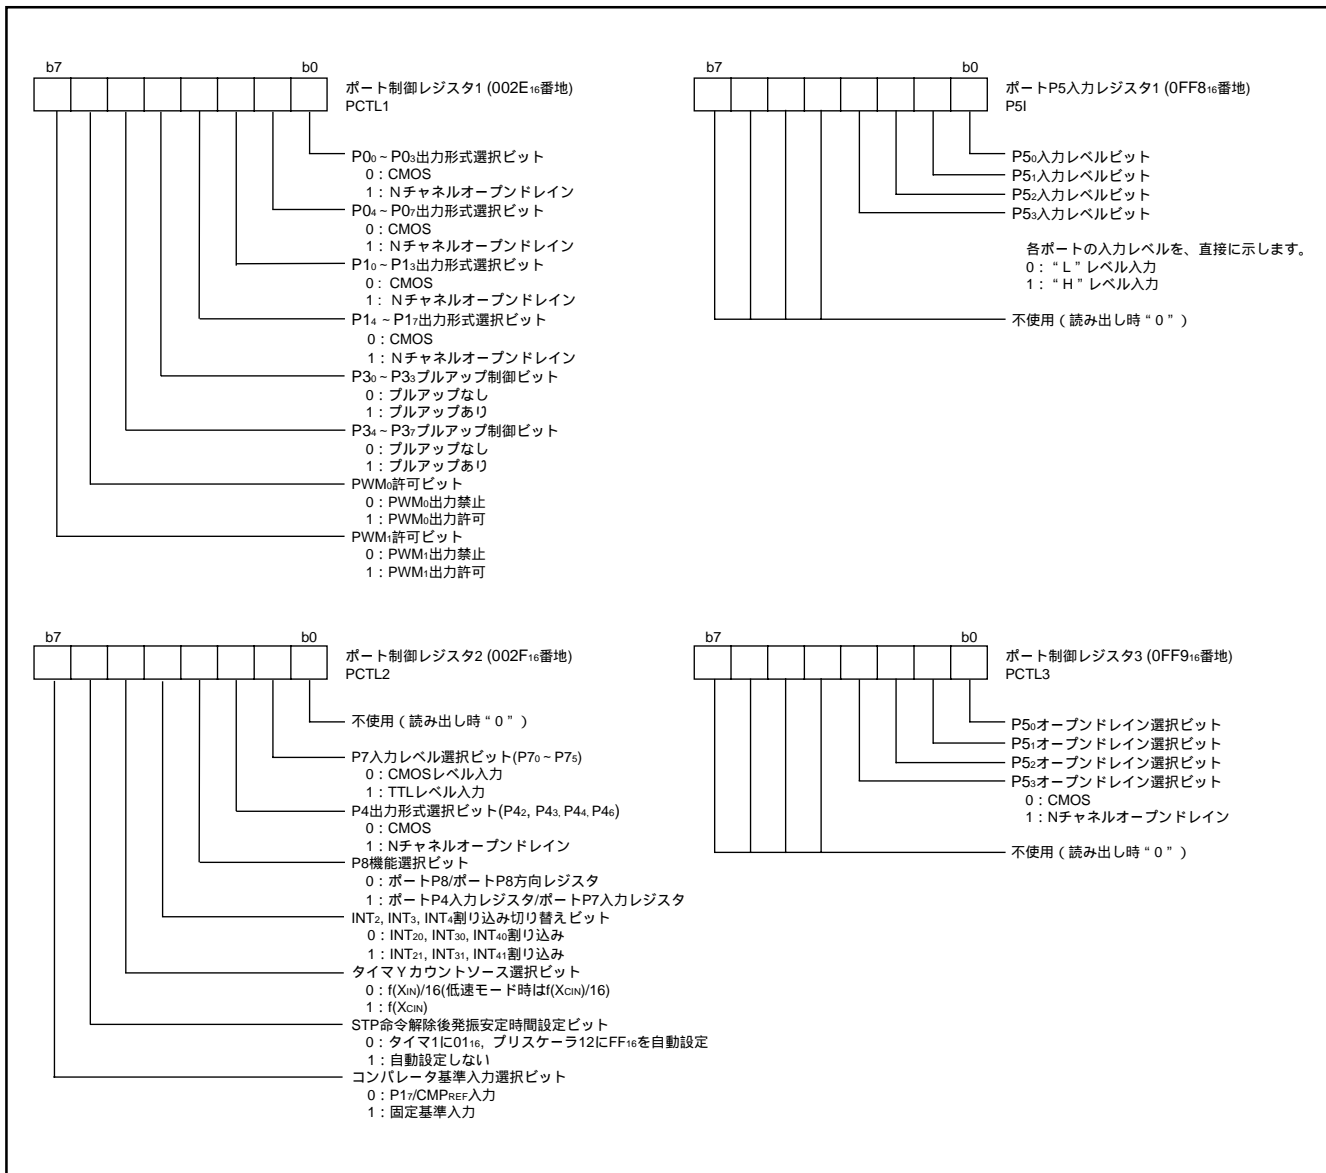 b7 b0
ポート制御レジスタ1 (002E16番地)
PCTL1
P00 ~ P03出力形式選択ビット
0 : CMOS
1 : Nチャネルオープンドレイン
P04 ~ P07出力形式選択ビット
0 : CMOS
1 : Nチャネルオープンドレイン
P10 ~ P13出力形式選択ビット
0 : CMOS
1 : Nチャネルオープンドレイン
P14 ~ P17出力形式選択ビット
0 : CMOS
1 : Nチャネルオープンドレイン
P30 ~ P33プルアップ制御ビット
0 : プルアップなし
1 : プルアップあり
P34 ~ P37プルアップ制御ビット
0 : プルアップなし
1 : プルアップあり
PWM0許可ビット
0 : PWM0出力禁止
1 : PWM0出力許可
PWM1許可ビット
0 : PWM1出力禁止
1 : PWM1出力許可
b7 b0
ポートP5入力レジスタ1 (0FF816番地)
P5I
P50入力レベルビット
P51入力レベルビット
P52入力レベルビット
P53入力レベルビット
各ポートの入力レベルを、直接に示します。
0 : “ L ” レベル入力
1 : “ H ” レベル入力
不使用 ( 読み出し時 “ 0 ” )
b7 b0
ポート制御レジスタ2 (002F16番地)
PCTL2
不使用 ( 読み出し時 “ 0 ” )
P7入力レベル選択ビット(P70 ~ P75)
0 : CMOSレベル入力
1 : TTLレベル入力
P4出力形式選択ビット(P42, P43, P44, P46)
0 : CMOS
1 : Nチャネルオープンドレイン
P8機能選択ビット
0 : ポートP8/ポートP8方向レジスタ
1 : ポートP4入力レジスタ/ポートP7入力レジスタ
INT2, INT3, INT4割り込み切り替えビット
0 : INT20, INT30, INT40割り込み
1 : INT21, INT31, INT41割り込み
タイマYカウントソース選択ビット
0 : f(XIN)/16(低速モード時はf(XCIN)/16)
1 : f(XCIN)
STP命令解除後発振安定時間設定ビット
0 : タイマ1に0116, プリスケーラ12にFF16を自動設定
1 : 自動設定しない
コンパレータ基準入力選択ビット
0 : P17/CMPREF入力
1 : 固定基準入力
b7 b0
ポート制御レジスタ3 (0FF916番地)
PCTL3
P50オープンドレイン選択ビット
P51オープンドレイン選択ビット
P52オープンドレイン選択ビット
P53オープンドレイン選択ビット
0 : CMOS
1 : Nチャネルオープンドレイン
不使用 ( 読み出し時 “ 0 ” )